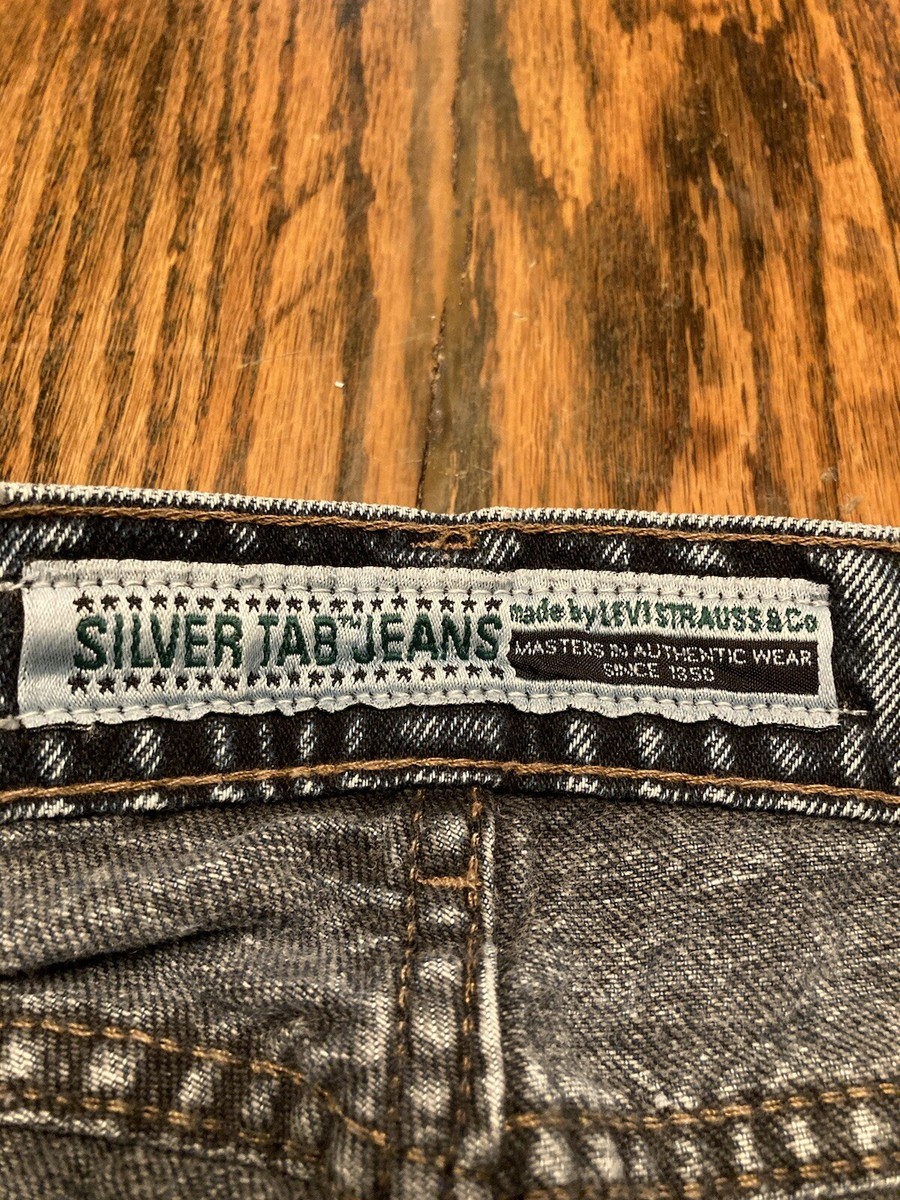 SILVER TAB™ JEANS
made by LEVI STRAUSS & Co
MASTERS IN AUTHENTIC WEAR
SINCE 1850